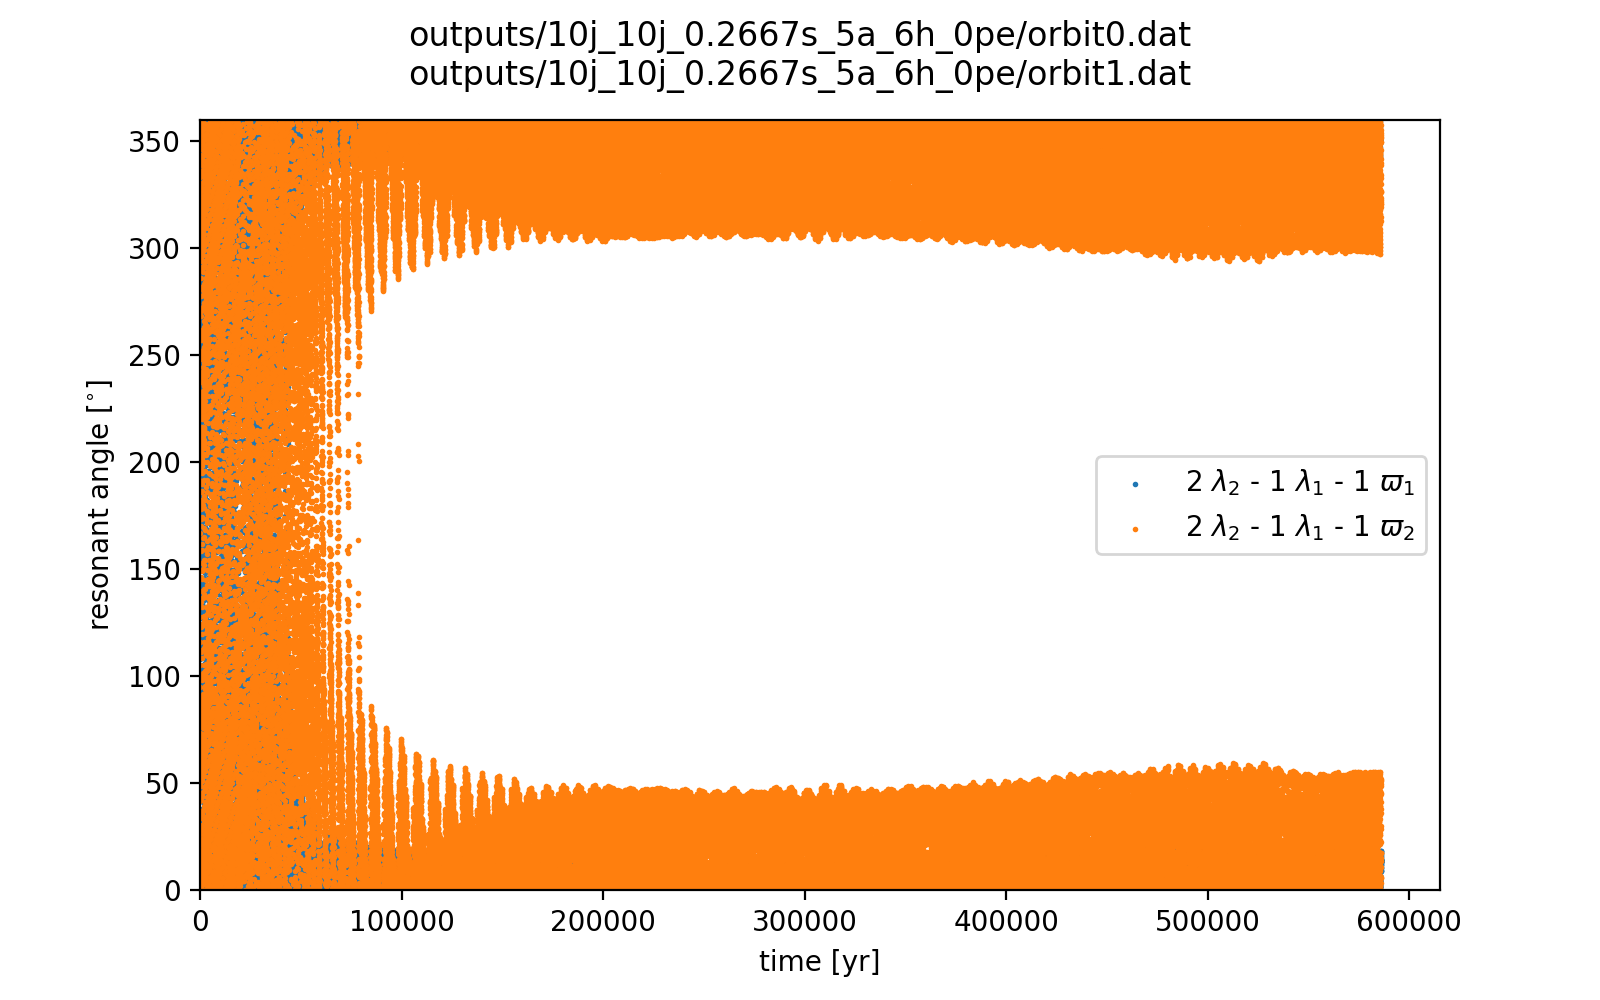 outputs/10j_10j_0.2667s_5a_6h_0pe/orbit0.dat
outputs/10j_10j_0.2667s_5a_6h_0pe/orbit1.dat
350
300
250
200
150
100
50
0
resonant angle [°]
2 λ₂ - 1 λ₁ - 1 ϖ₁
2 λ₂ - 1 λ₁ - 1 ϖ₂
0 100000 200000 300000 400000 500000 600000
time [yr]